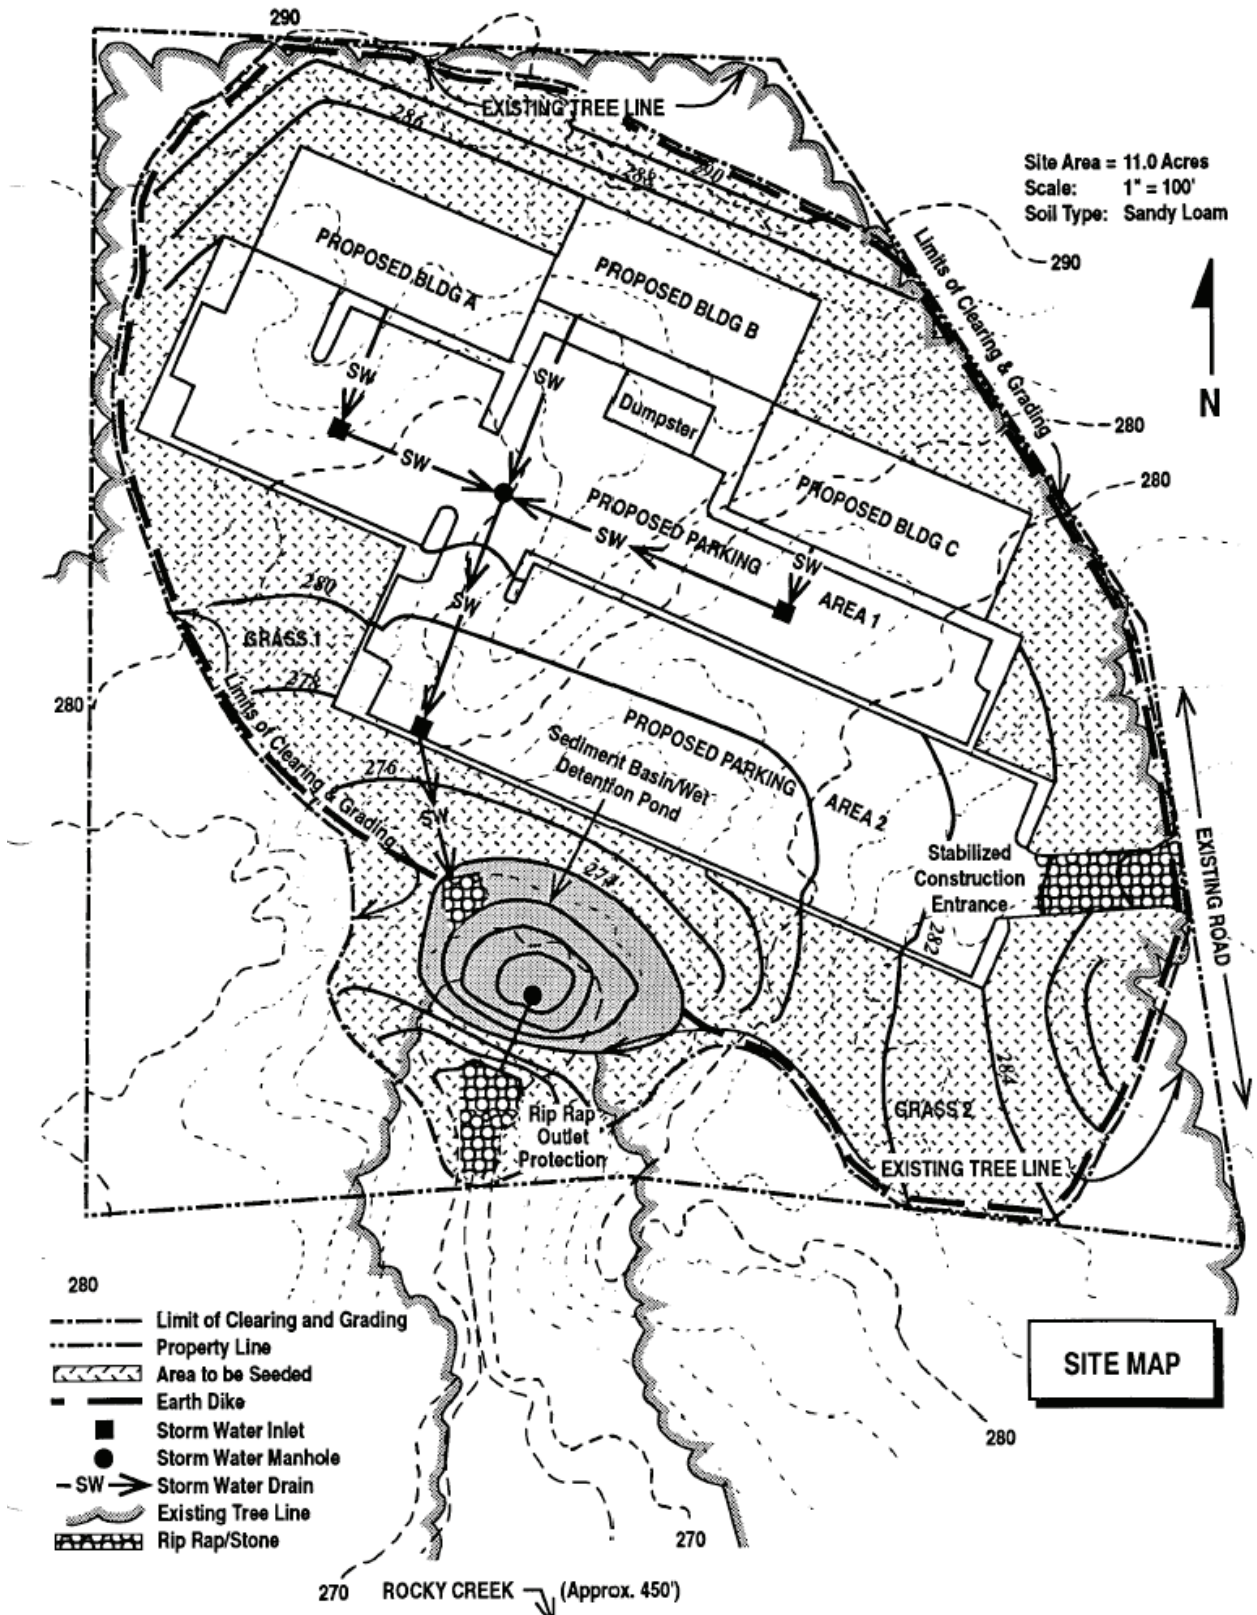 290
EXISTING TREE LINE
286
288
290
Site Area = 11.0 Acres
Scale: 1" = 100'
Soil Type: Sandy Loam
290
Limits of Clearing & Grading
N
PROPOSED BLDG A
PROPOSED BLDG B
SW
SW
Dumpster
280
280
SW
PROPOSED PARKING
AREA 1
PROPOSED BLDG C
SW
SW
SW
280
GRASS 1
278
280
Limits of Clearing & Grading
PROPOSED PARKING
AREA 2
Sediment Basin/Wet
Detention Pond
276
SW
274
Stabilized
Construction
Entrance
EXISTING ROAD
282
284
GRASS 2
Rip Rap
Outlet
Protection
EXISTING TREE LINE
280
Limit of Clearing and Grading
Property Line
Area to be Seeded
Earth Dike
Storm Water Inlet
Storm Water Manhole
SW
Storm Water Drain
Existing Tree Line
Rip Rap/Stone
SITE MAP
280
270
270
ROCKY CREEK (Approx. 450')